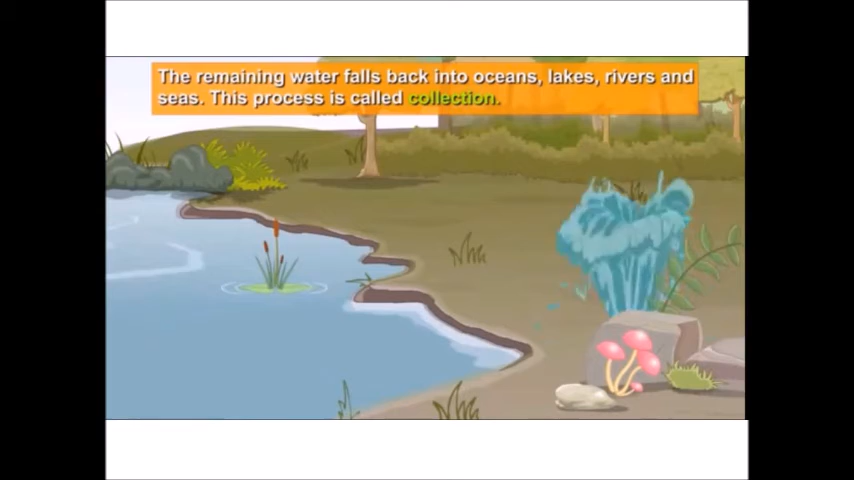 The remaining water falls back into oceans, lakes, rivers and
seas. This process is called collection.